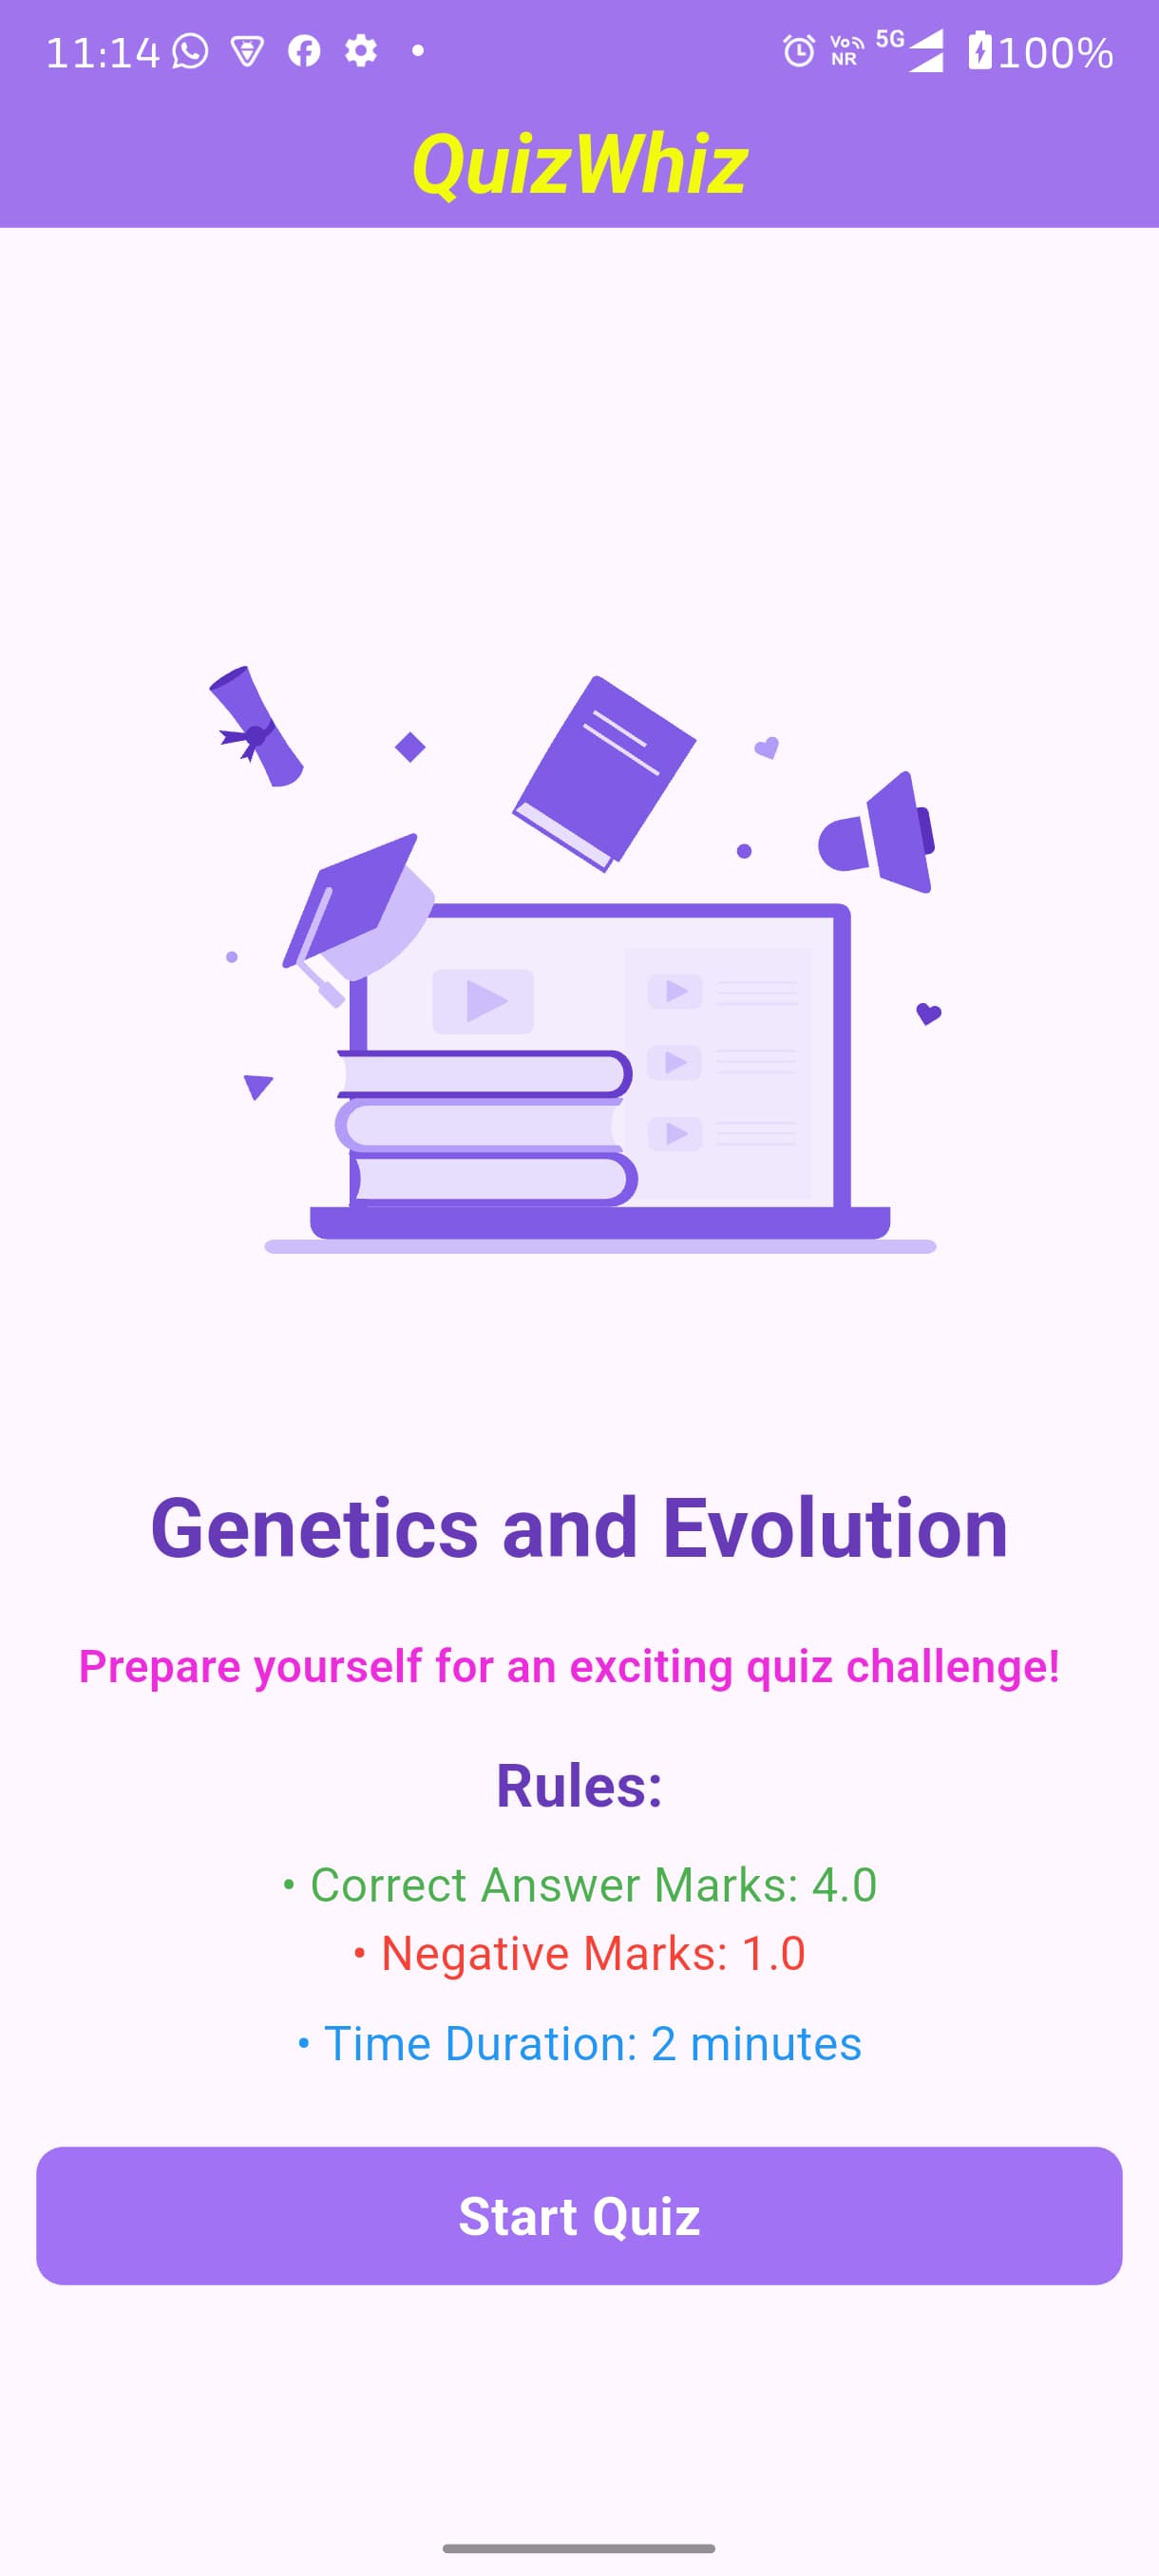 11:14 Vo NR 5G 100%
QuizWhiz
Genetics and Evolution
Prepare yourself for an exciting quiz challenge!
Rules:
• Correct Answer Marks: 4.0
• Negative Marks: 1.0
• Time Duration: 2 minutes
Start Quiz